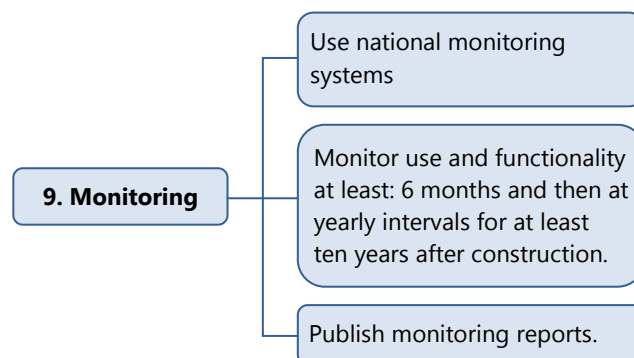 Use national monitoring
systems
9. Monitoring
Monitor use and functionality
at least: 6 months and then at
yearly intervals for at least
ten years after construction.
Publish monitoring reports.